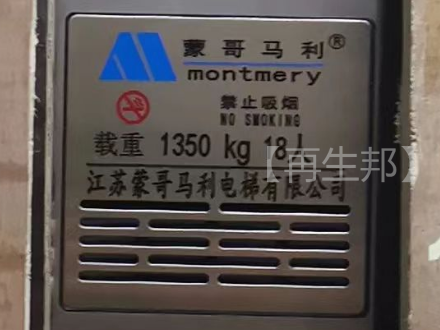 蒙哥马利®
montmery
禁止吸烟
NO SMOKING
载重 1350 kg 18人
江苏蒙哥马利电梯有限公司
【再生邦】